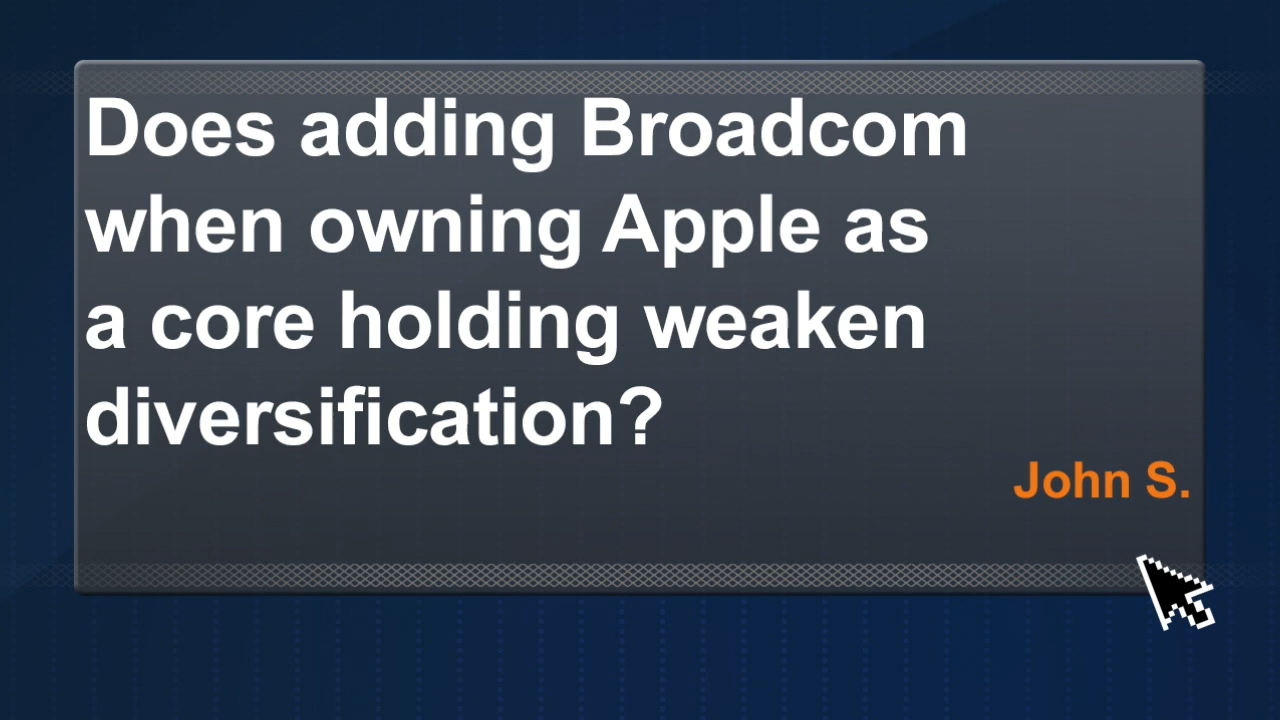 Does adding Broadcom
when owning Apple as
a core holding weaken
diversification?
John S.